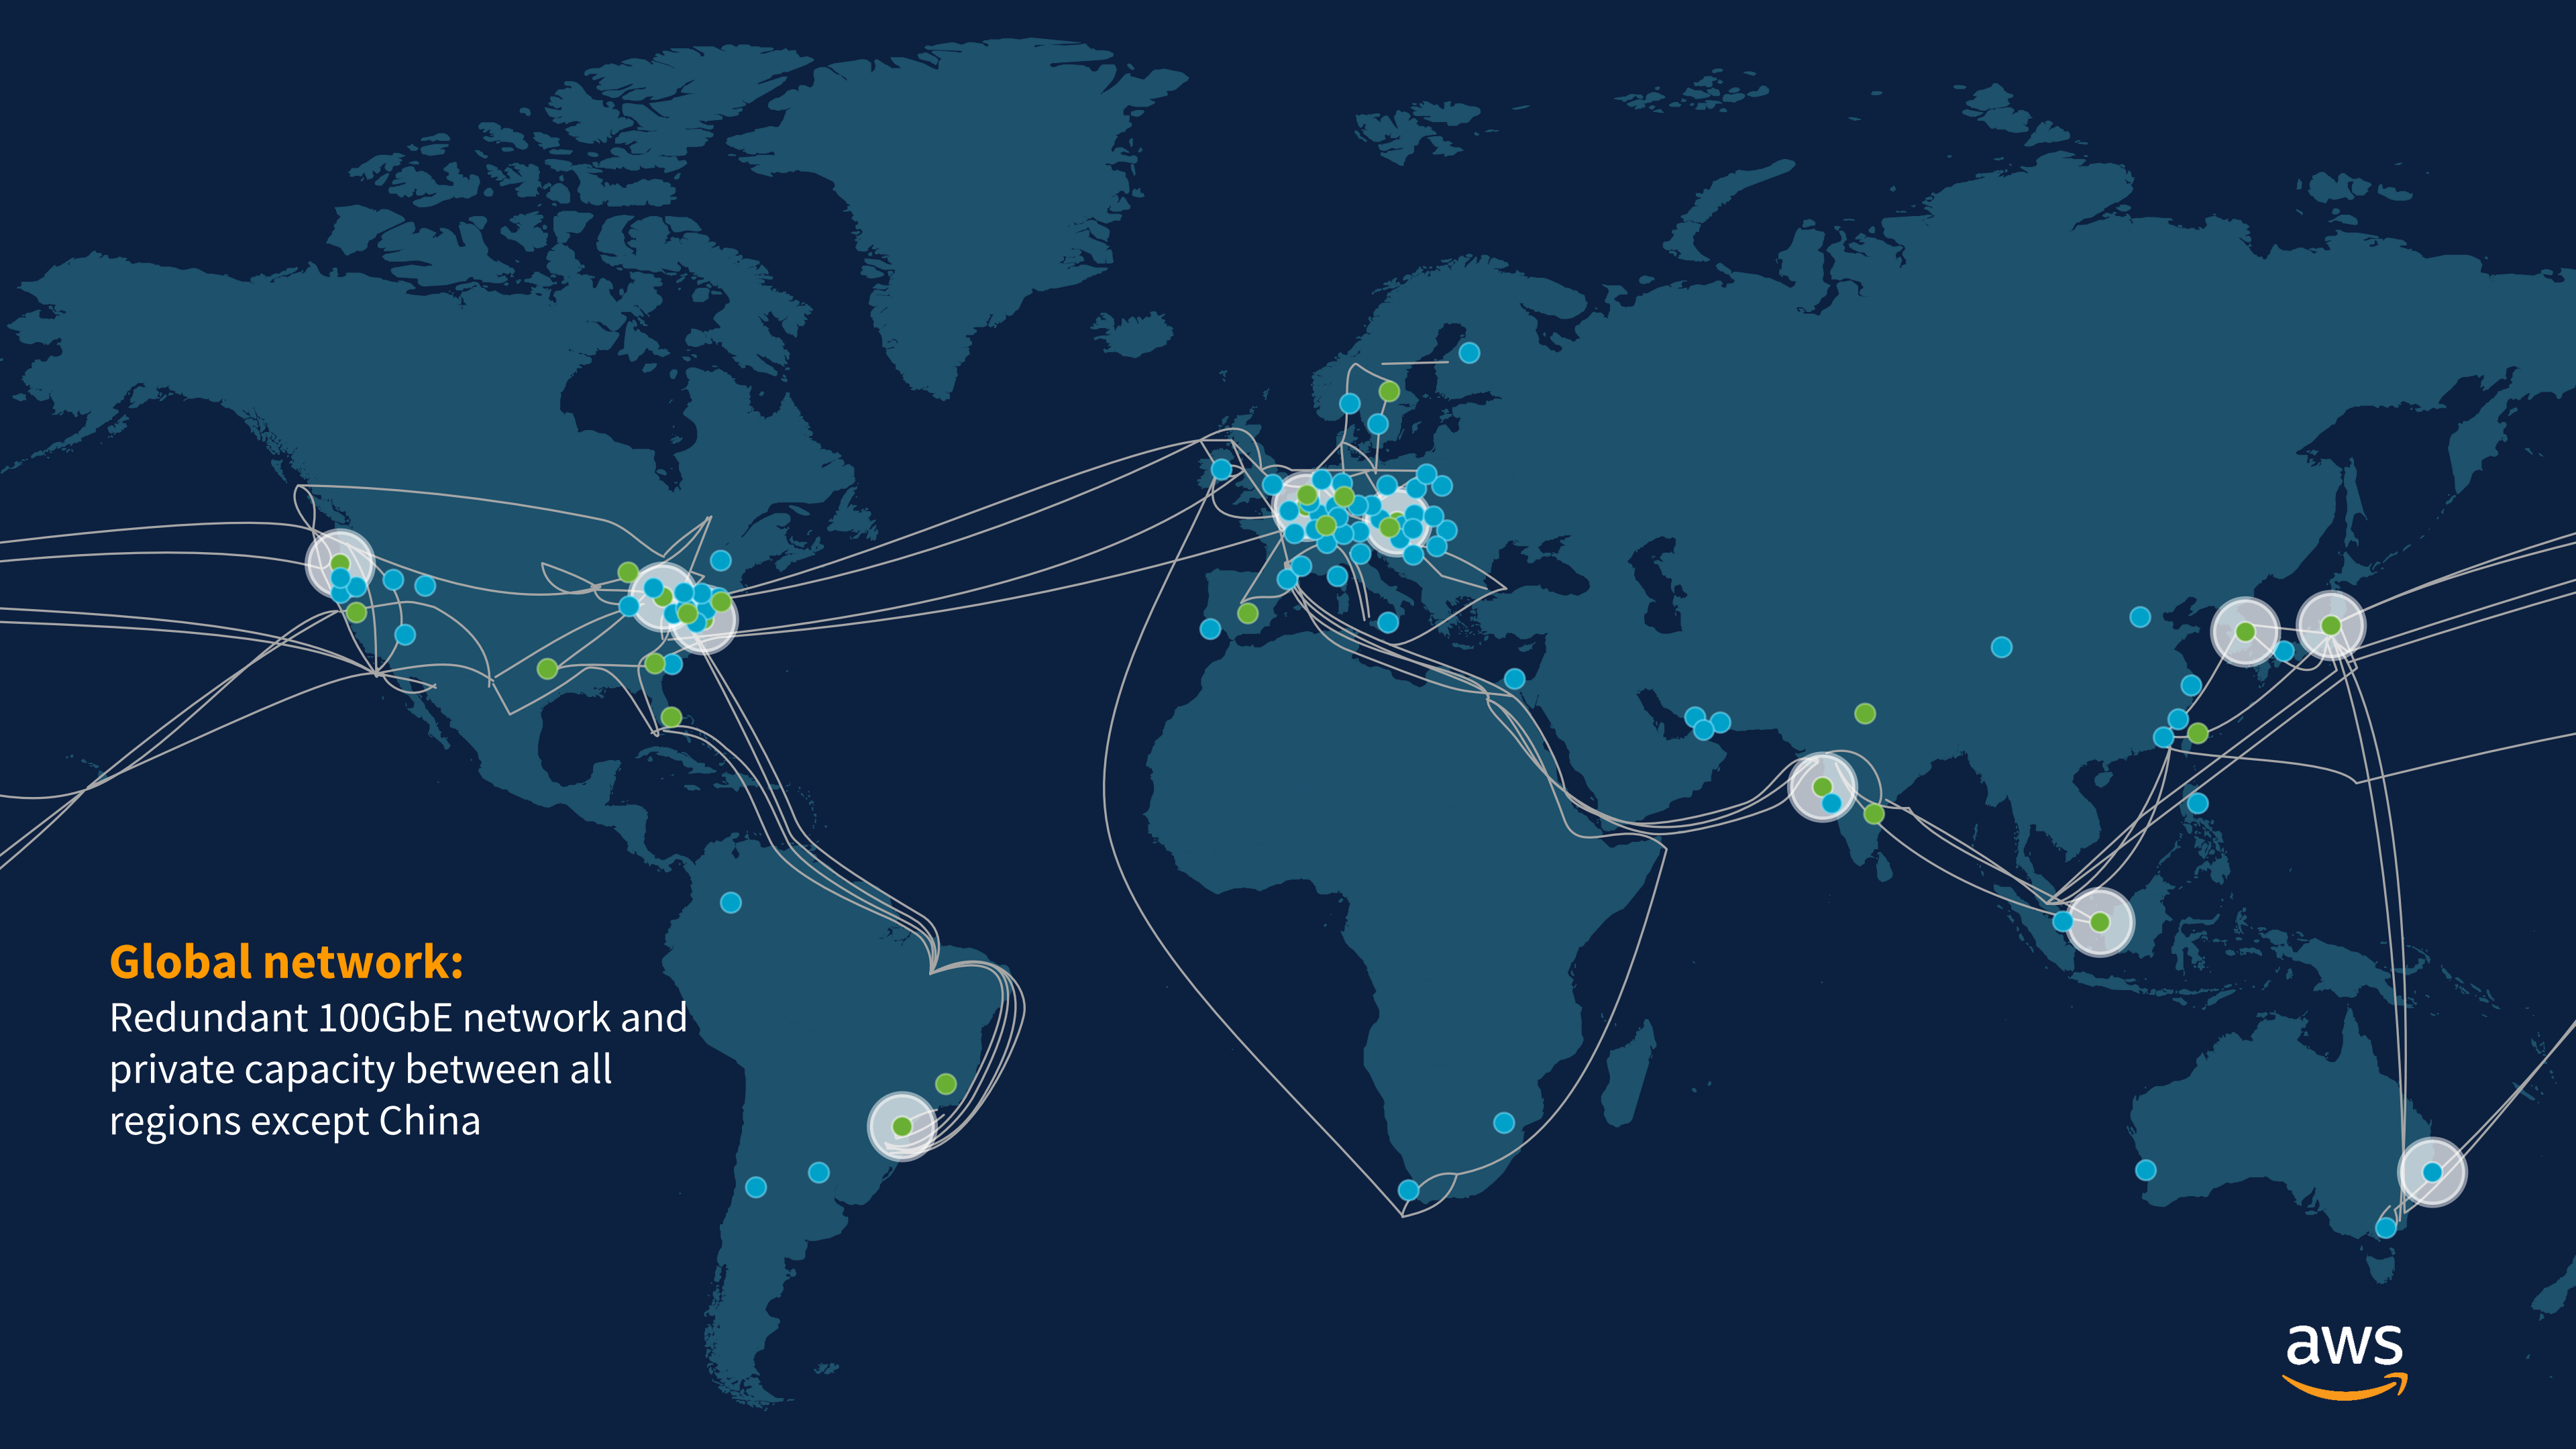 Global network:
Redundant 100GbE network and
private capacity between all
regions except China
aws